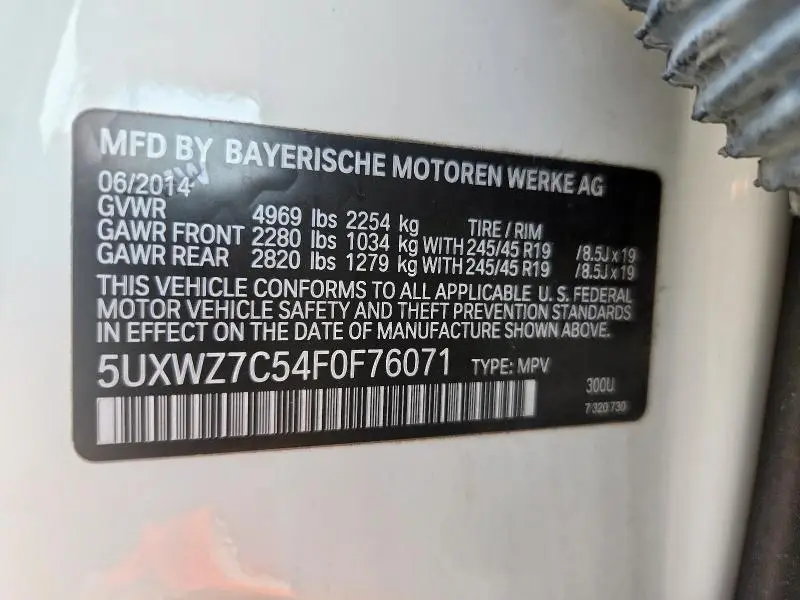 MFD BY BAYERISCHE MOTOREN WERKE AG
06/2014
GVWR 4969 lbs 2254 kg TIRE / RIM
GAWR FRONT 2280 lbs 1034 kg WITH 245/45 R19 /8.5J x 19
GAWR REAR 2820 lbs 1279 kg WITH 245/45 R19 /8.5J x 19
THIS VEHICLE CONFORMS TO ALL APPLICABLE U. S. FEDERAL
MOTOR VEHICLE SAFETY AND THEFT PREVENTION STANDARDS
IN EFFECT ON THE DATE OF MANUFACTURE SHOWN ABOVE.
5UXWZ7C54F0F76071 TYPE: MPV
300U
7 320 730